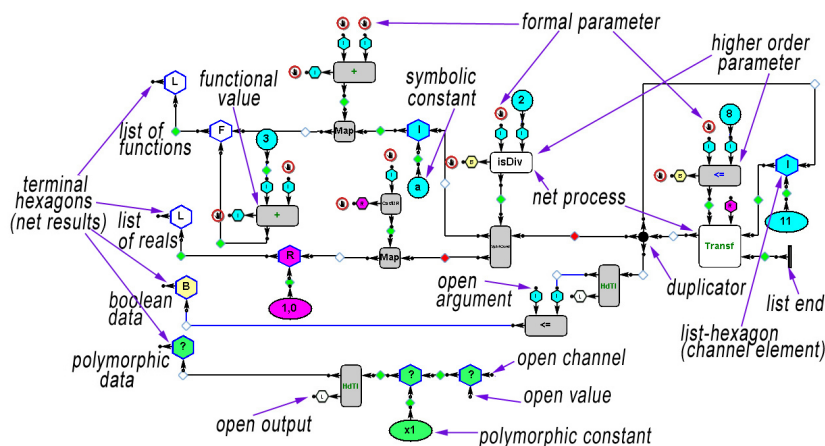 formal parameter
higher order
parameter
functional
value
symbolic
constant
L
F
3
+
Map
I
a
2
isDiv
8
<=
I
11
list of
functions
terminal
hexagons
(net results)
L
list
of reals
+
R
1,0
Map
net process
Transf
B
boolean
data
open
argument
HdTl
L
<=
duplicator
list end
list-hexagon
(channel element)
?
polymorphic
data
HdTl
L
?
?
x1
open channel
open value
open output
polymorphic constant